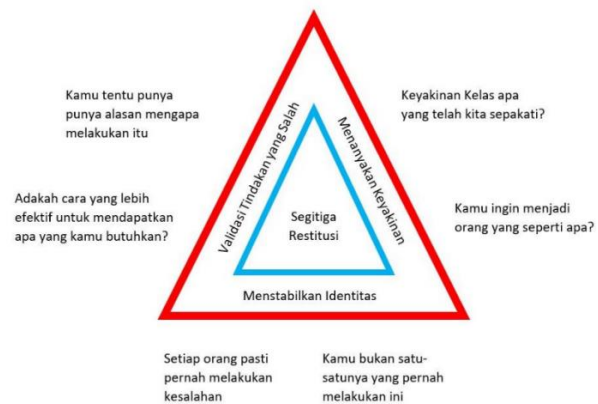 Kamu tentu punya
punya alasan mengapa
melakukan itu
Keyakinan Kelas apa
yang telah kita sepakati?
Adakah cara yang lebih
efektif untuk mendapatkan
apa yang kamu butuhkan?
Validasi Tindakan yang Salah
Menanyakan Keyakinan
Segitiga
Restitusi
Kamu ingin menjadi
orang yang seperti apa?
Menstabilkan Identitas
Setiap orang pasti
pernah melakukan
kesalahan
Kamu bukan satu-
satunya yang pernah
melakukan ini